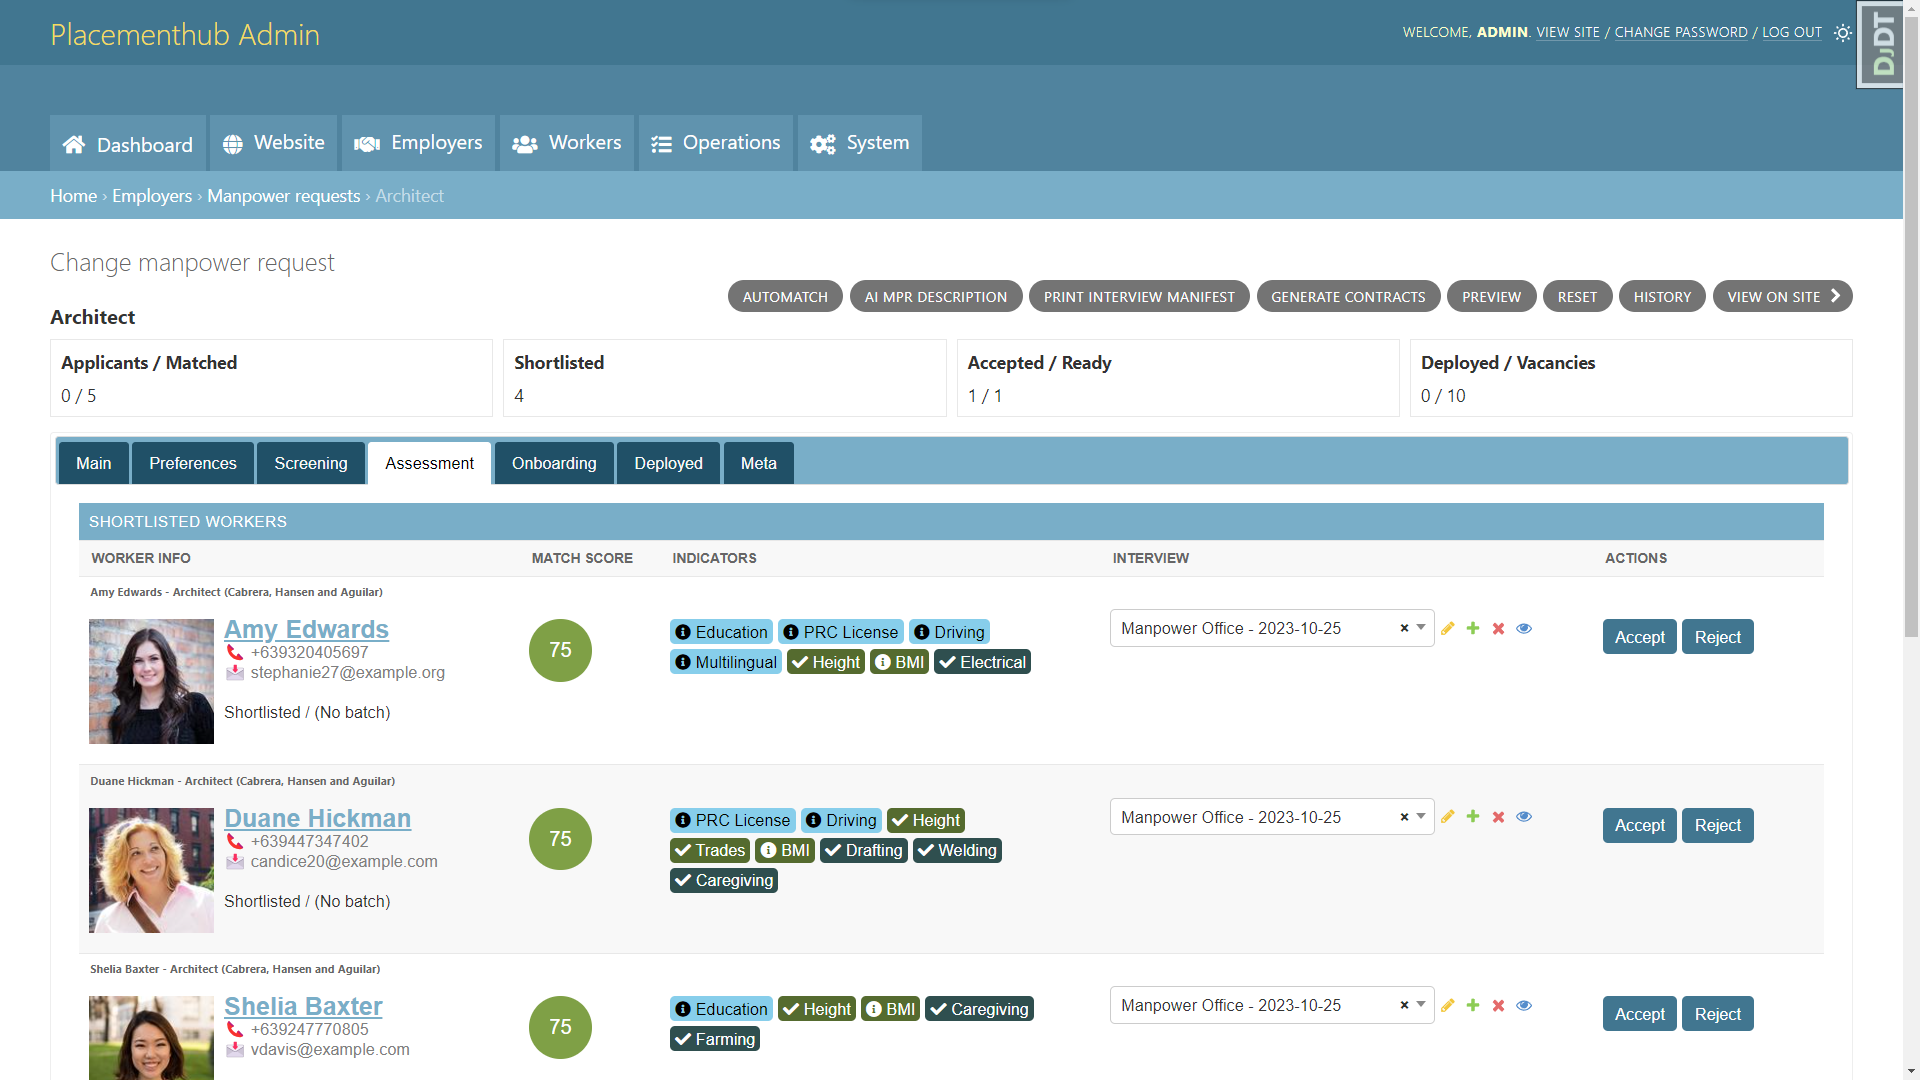 Placementhub Admin
WELCOME, ADMIN. VIEW SITE / CHANGE PASSWORD / LOG OUT
DJDT
Dashboard Website Employers Workers Operations System
Home › Employers › Manpower requests › Architect
Change manpower request
AUTOMATCH AI MPR DESCRIPTION PRINT INTERVIEW MANIFEST GENERATE CONTRACTS PREVIEW RESET HISTORY VIEW ON SITE
Architect
Applicants / Matched Shortlisted Accepted / Ready Deployed / Vacancies
0 / 5 4 1 / 1 0 / 10
Main Preferences Screening Assessment Onboarding Deployed Meta
SHORTLISTED WORKERS
WORKER INFO MATCH SCORE INDICATORS INTERVIEW ACTIONS
Amy Edwards - Architect (Cabrera, Hansen and Aguilar)
Amy Edwards
+639320405697
stephanie27@example.org
Shortlisted / (No batch)
75
Education PRC License Driving
Multilingual Height BMI Electrical
Manpower Office - 2023-10-25 ×
Accept Reject
Duane Hickman - Architect (Cabrera, Hansen and Aguilar)
Duane Hickman
+639447347402
candice20@example.com
Shortlisted / (No batch)
75
PRC License Driving Height
Trades BMI Drafting Welding
Caregiving
Manpower Office - 2023-10-25 ×
Accept Reject
Shelia Baxter - Architect (Cabrera, Hansen and Aguilar)
Shelia Baxter
+639247770805
vdavis@example.com
75
Education Height BMI Caregiving
Farming
Manpower Office - 2023-10-25 ×
Accept Reject